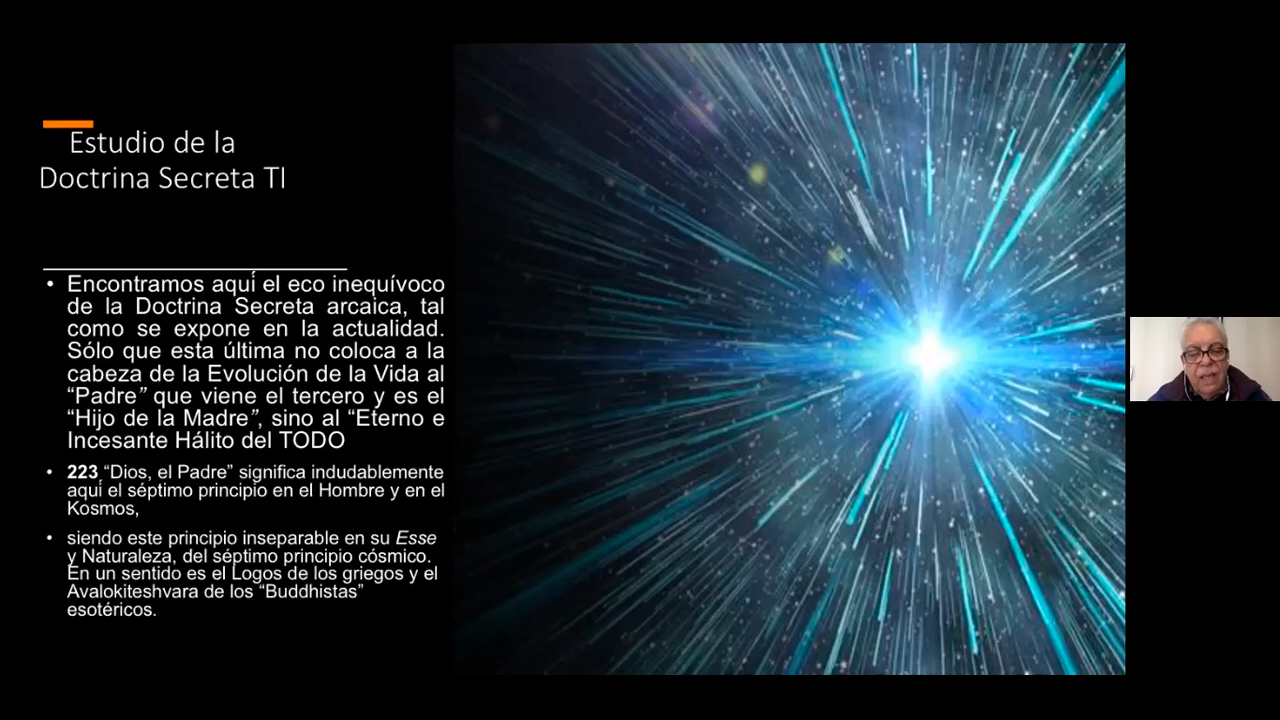 Estudio de la
Doctrina Secreta TI
• Encontramos aquí el eco inequívoco
de la Doctrina Secreta arcaica, tal
como se expone en la actualidad.
Sólo que esta última no coloca a la
cabeza de la Evolución de la Vida al
“Padre” que viene el tercero y es el
“Hijo de la Madre”, sino al “Eterno e
Incesante Hálito del TODO
• 223 “Dios, el Padre” significa indudablemente
aquí el séptimo principio en el Hombre y en el
Kosmos,
• siendo este principio inseparable en su Esse
y Naturaleza, del séptimo principio cósmico.
En un sentido es el Logos de los griegos y el
Avalokiteshvara de los “Buddhistas”
esotéricos.